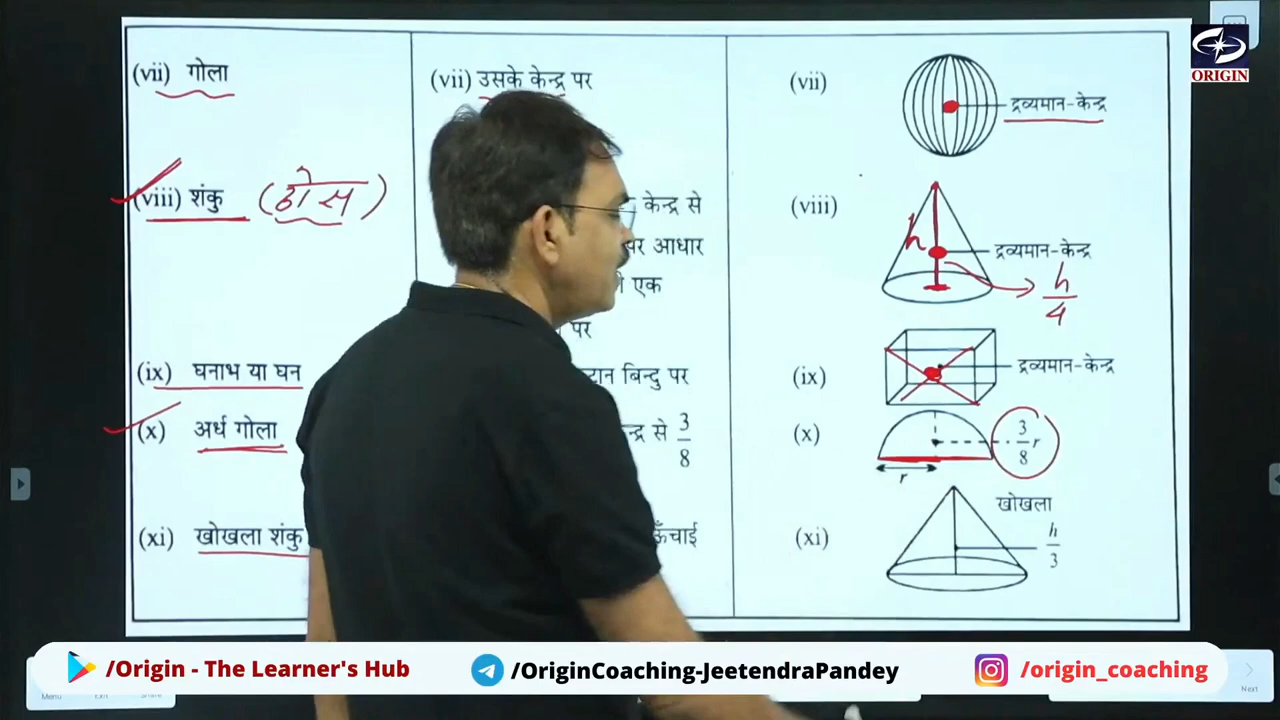 ORIGIN
(vii) गोला
(vii) उसके केन्द्र पर
(vii)
द्रव्यमान-केन्द्र
(viii) शंकु (ठोस)
केन्द्र से
पर आधार
एक
पर
(viii)
h
द्रव्यमान-केन्द्र
h/4
(ix) घनाभ या घन
बिन्दु पर
(ix)
द्रव्यमान-केन्द्र
(x) अर्ध गोला
से 3/8
(x)
3/8 r
r
(xi) खोखला शंकु
ऊँचाई
(xi)
खोखला
h/3
/Origin - The Learner's Hub
/OriginCoaching-JeetendraPandey
/origin_coaching
Menu
Next